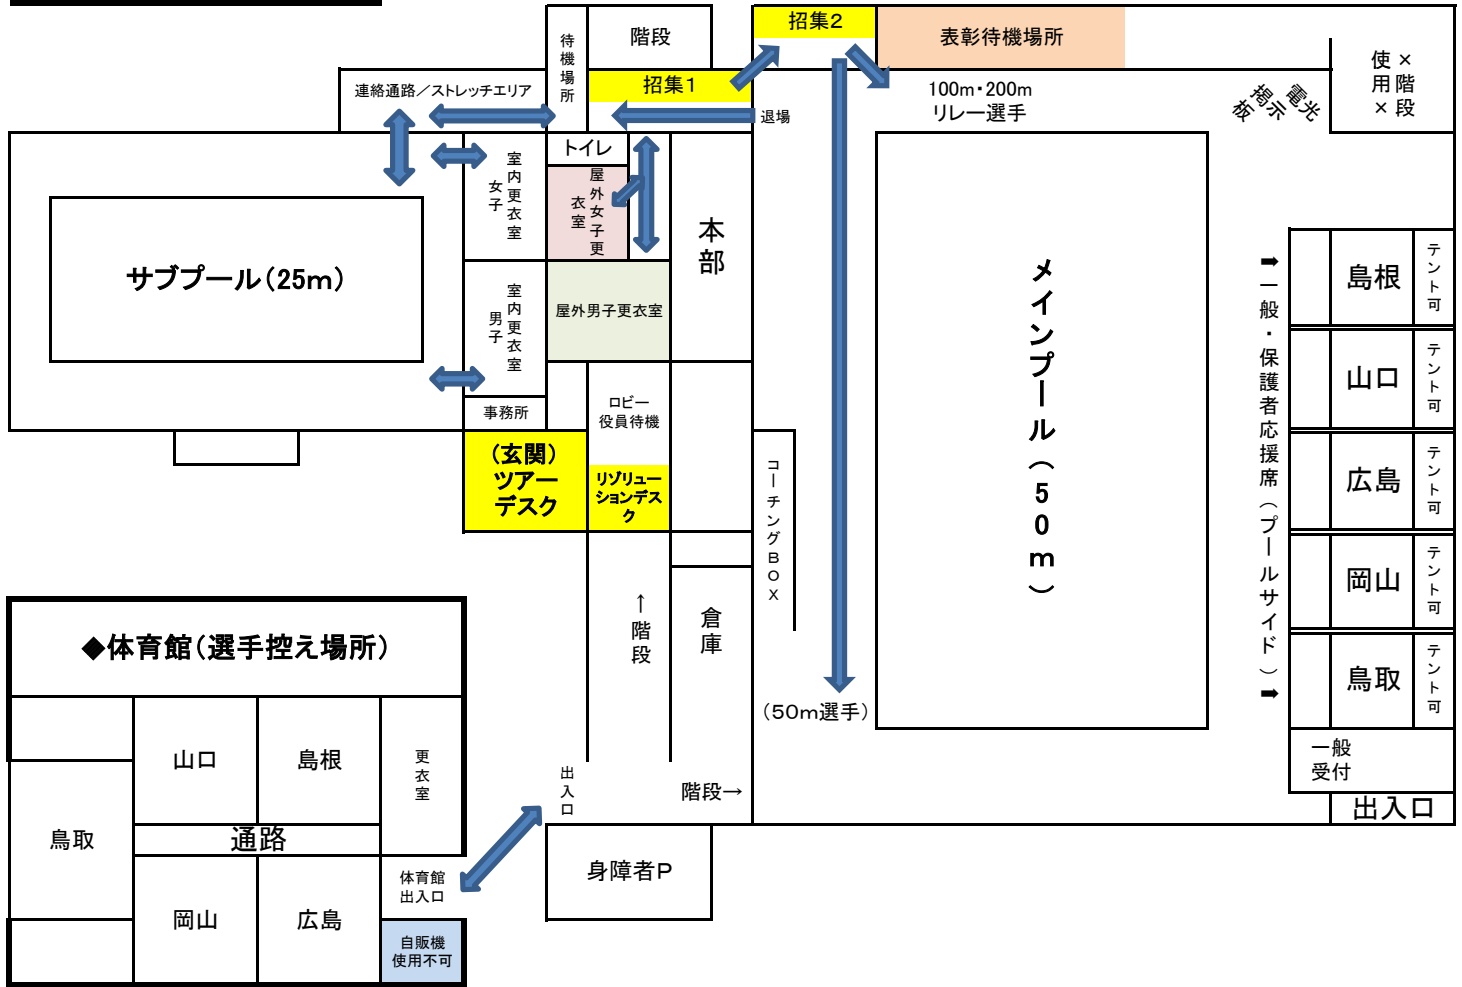 招集2
表彰待機場所
階段
待機場所
招集1
連絡通路/ストレッチエリア
100m・200m
リレー選手
電光
掲示
板
使用
×階段×
退場
トイレ
室内更衣室
女子
屋外女子更
衣室
本部
サブプール(25m)
室内更衣室
男子
屋外男子更衣室
メインプール(50m)
➡一般・保護者応援席(プールサイド)➡
島根
テント可
山口
テント可
広島
テント可
岡山
テント可
鳥取
テント可
事務所
ロビー
役員待機
(玄関)
ツアー
デスク
リゾリュー
ションデス
ク
コーチングBOX
↑階段
倉庫
(50m選手)
一般
受付
出入口
出入口
階段→
身障者P
◆体育館(選手控え場所)
山口
島根
更衣室
鳥取
通路
岡山
広島
体育館
出入口
自販機
使用不可